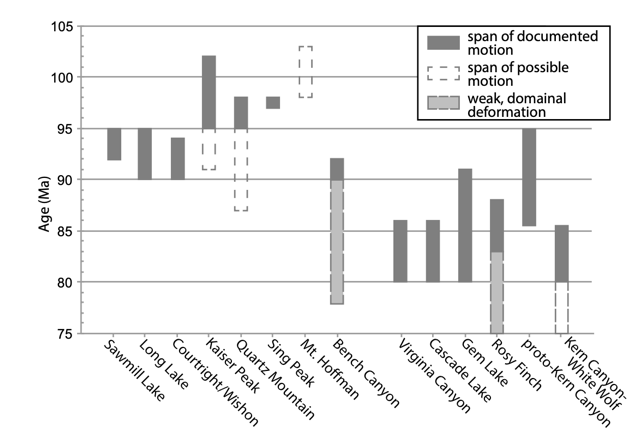 105
100
95
90
85
80
75
Age (Ma)
span of documented
motion
span of possible
motion
weak, domainal
deformation
Sawmill Lake
Long Lake
Courtright/Wishon
Kaiser Peak
Quartz Mountain
Sing Peak
Mt. Hoffman
Bench Canyon
Virginia Canyon
Cascade Lake
Gem Lake
Rosy Finch
proto-Kern Canyon
Kern Canyon-
White Wolf